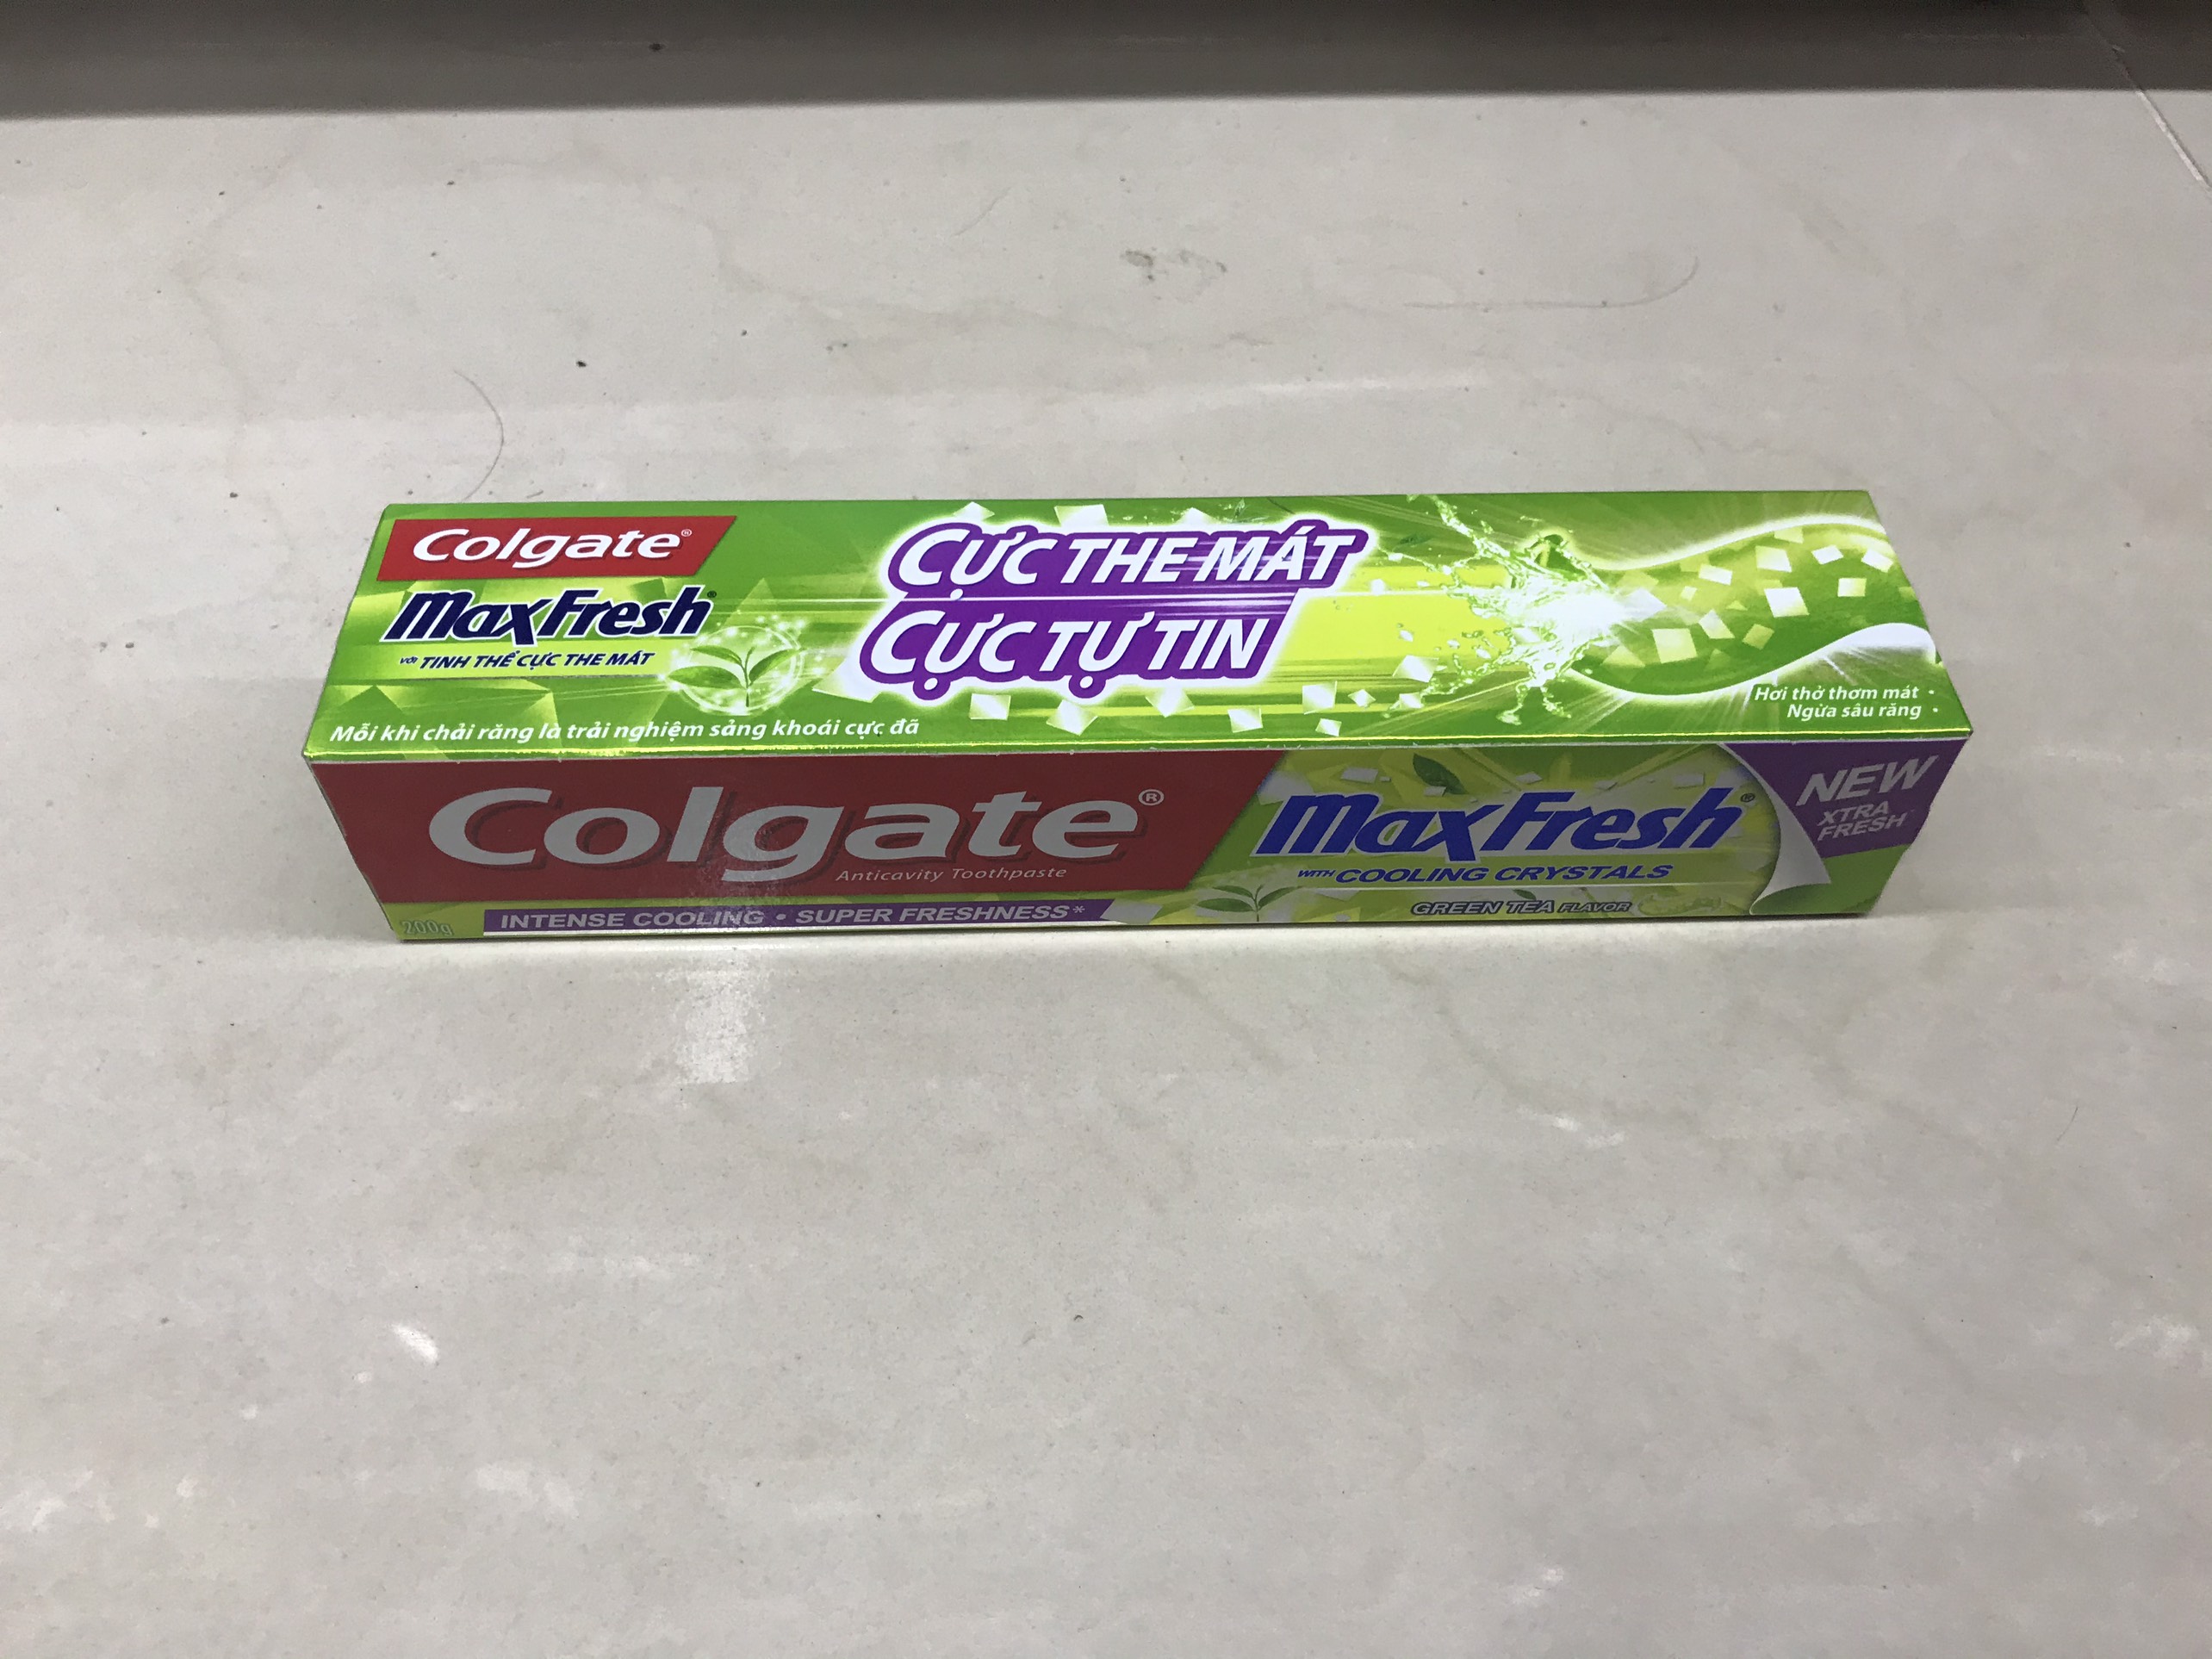 Colgate®
MaxFresh®
với TINH THỂ CỰC THE MÁT
CỰC THE MÁT
CỰC TỰ TIN
Hơi thở thơm mát •
Ngừa sâu răng •
Mỗi khi chải răng là trải nghiệm sảng khoái cực đã
Colgate®
Anticavity Toothpaste
MaxFresh®
WITH COOLING CRYSTALS
NEW
XTRA
FRESH
200g
INTENSE COOLING • SUPER FRESHNESS*
GREEN TEA FLAVOR